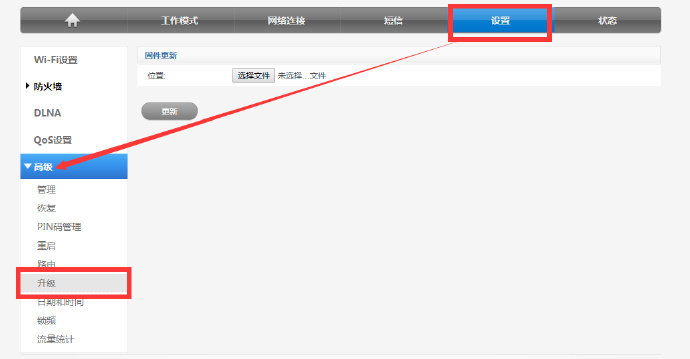 工作模式 网络连接 短信 设置 状态
Wi-Fi设置
防火墙
DLNA
QoS设置
高级
管理
恢复
PIN码管理
重启
路由
升级
日期和时间
锁频
流量统计
固件更新
位置: 选择文件 未选择...文件
更新